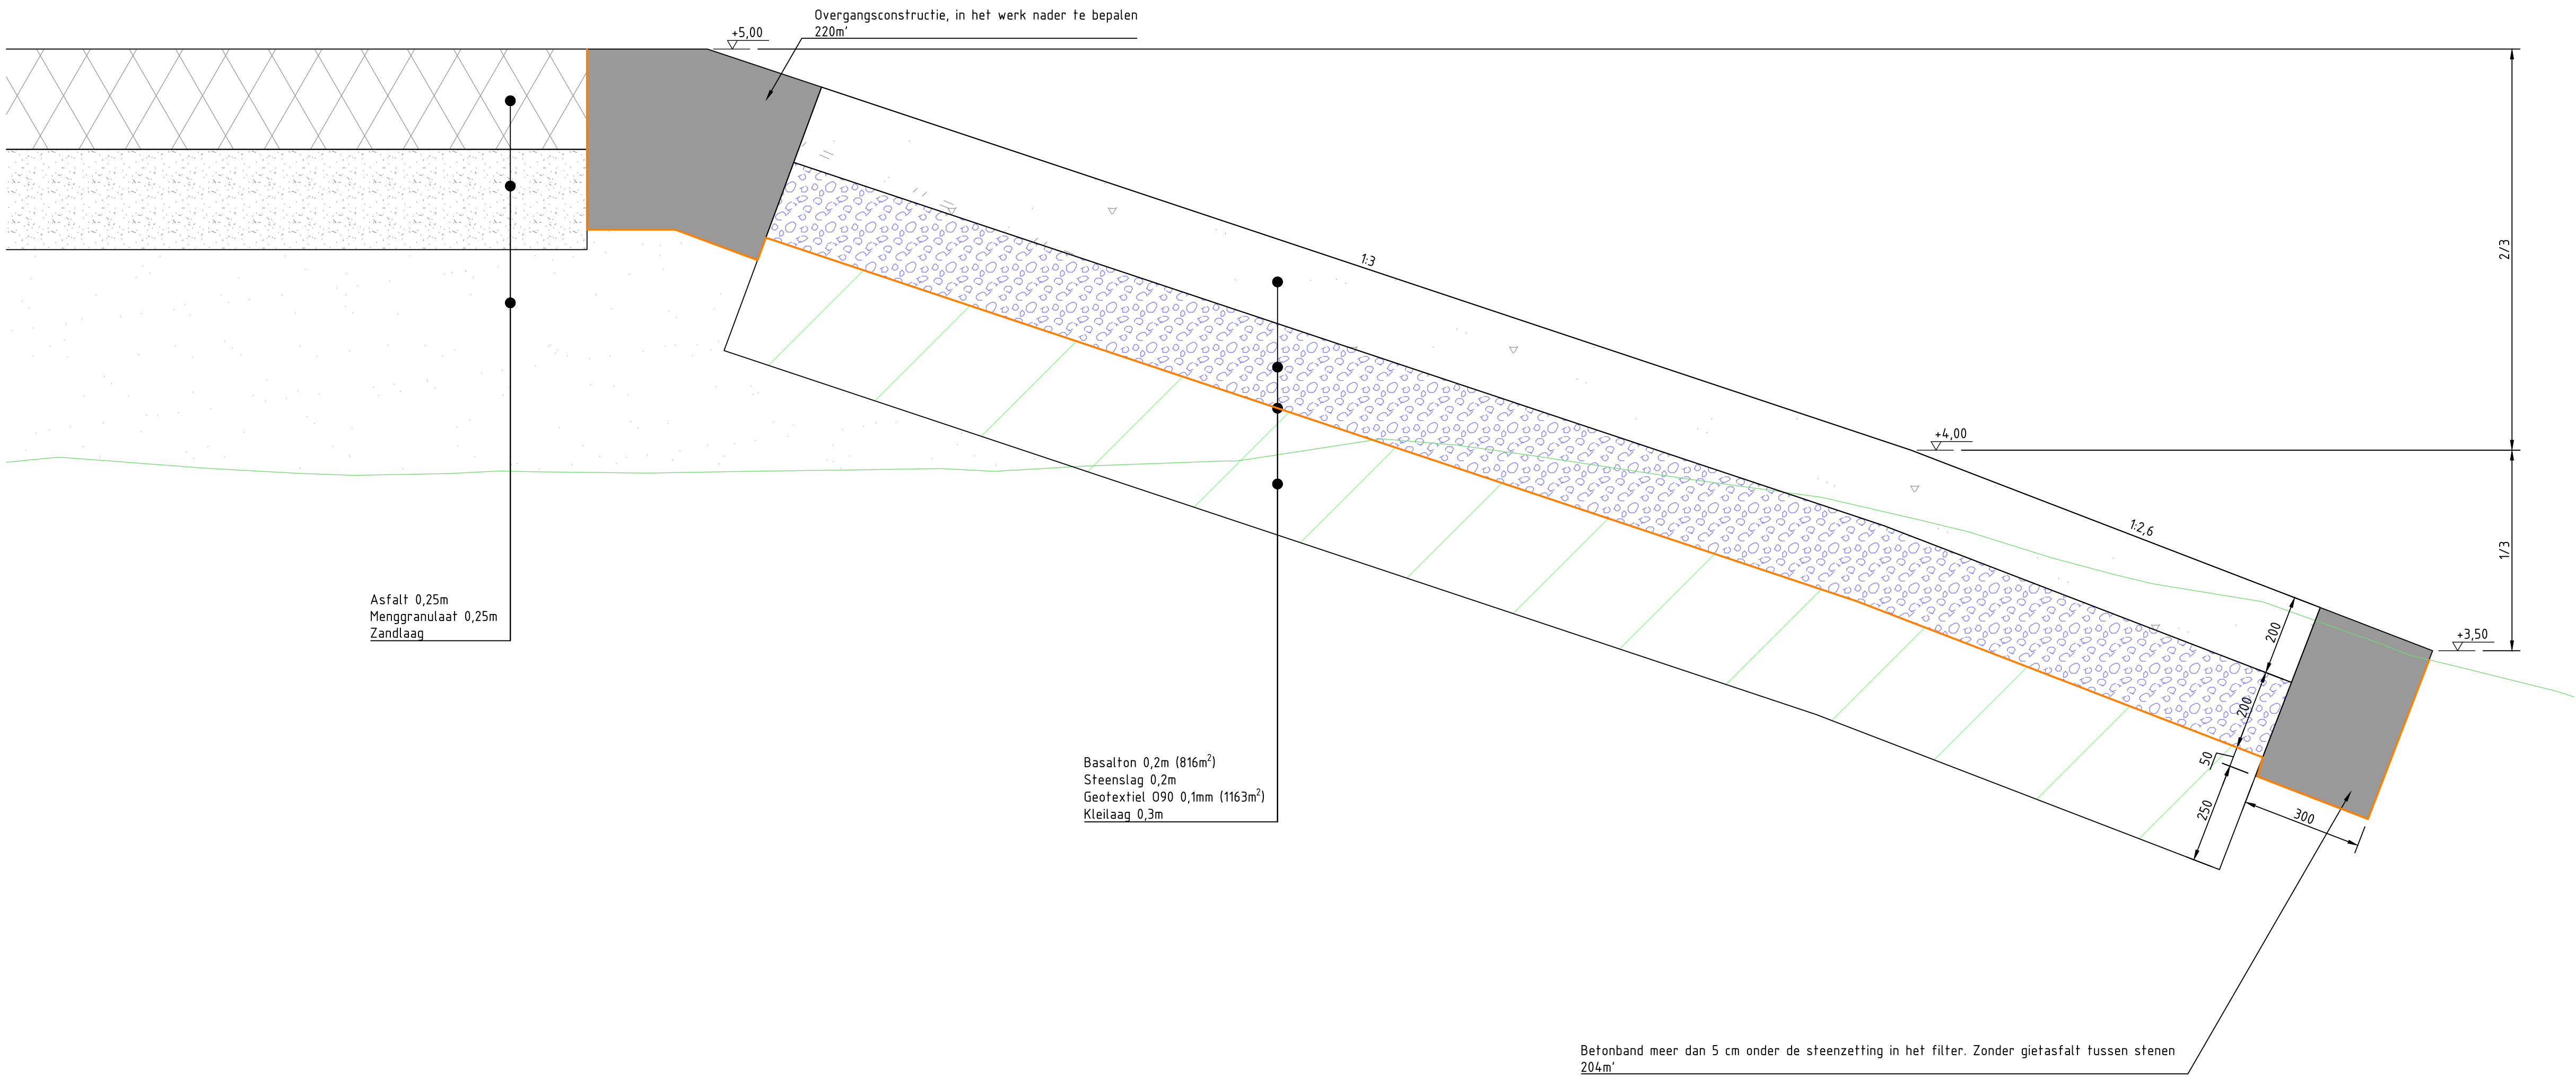 Overgangsconstructie, in het werk nader te bepalen
220m'
+5,00
1:3
2/3
+4,00
1:2,6
1/3
+3,50
200
200
50
250
300
Asfalt 0,25m
Menggranulaat 0,25m
Zandlaag
Basalton 0,2m (816m²)
Steenslag 0,2m
Geotextiel O90 0,1mm (1163m²)
Kleilaag 0,3m
Betonband meer dan 5 cm onder de steenzetting in het filter. Zonder gietasfalt tussen stenen
204m'